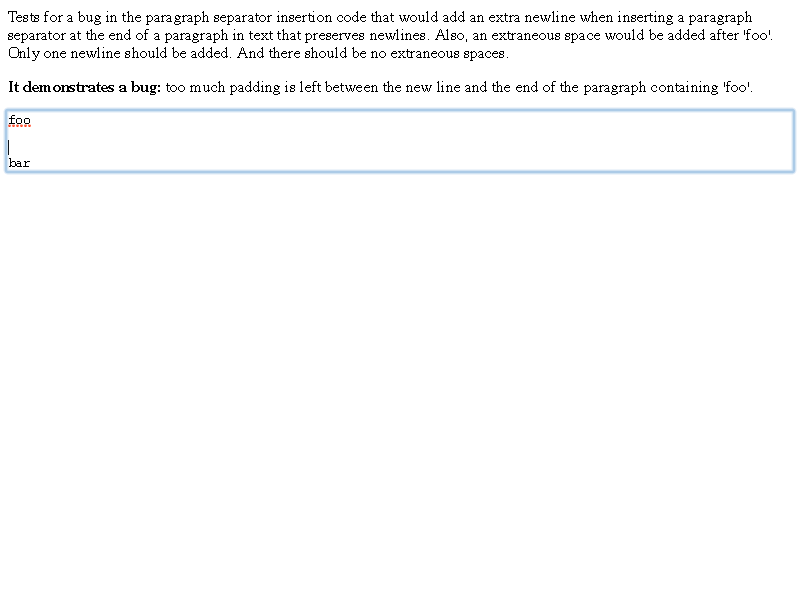 Tests for a bug in the paragraph separator insertion code that would add an extra newline when inserting a paragraph
separator at the end of a paragraph in text that preserves newlines. Also, an extraneous space would be added after 'foo'.
Only one newline should be added. And there should be no extraneous spaces.
It demonstrates a bug: too much padding is left between the new line and the end of the paragraph containing 'foo'.
foo
bar